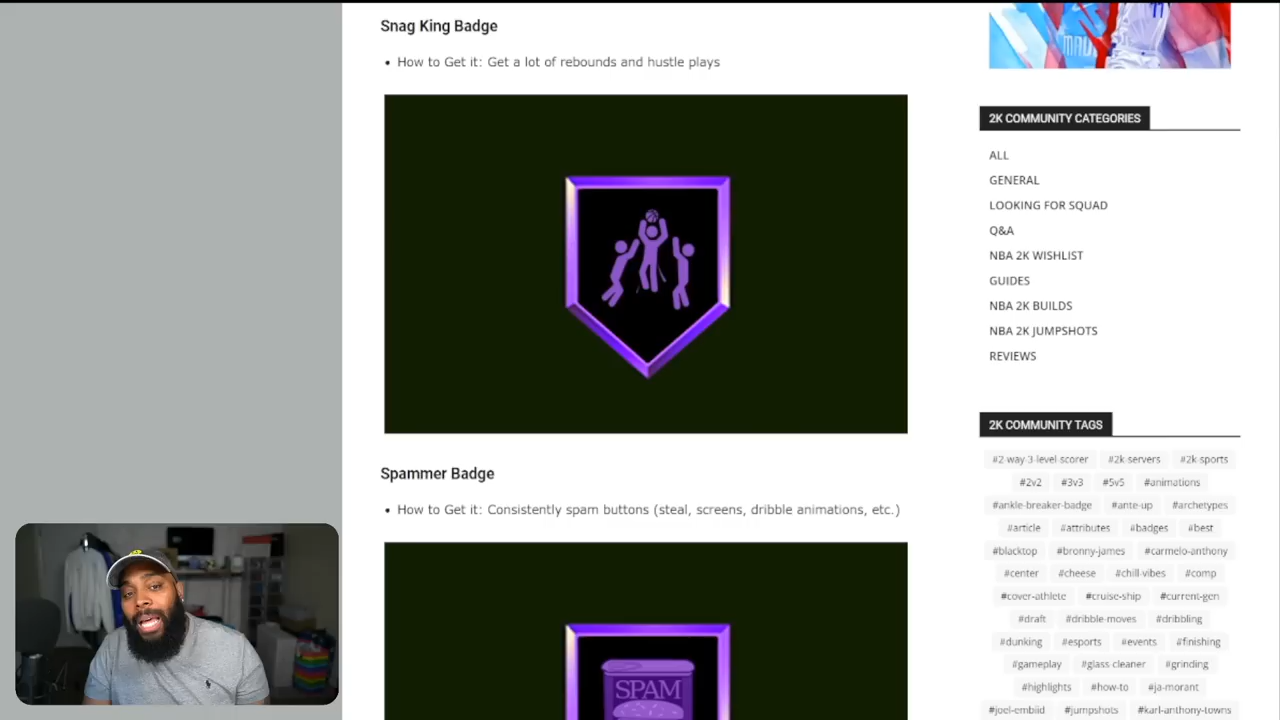 Snag King Badge
• How to Get it: Get a lot of rebounds and hustle plays
Spammer Badge
• How to Get it: Consistently spam buttons (steal, screens, dribble animations, etc.)
SPAM
2K COMMUNITY CATEGORIES
ALL
GENERAL
LOOKING FOR SQUAD
Q&A
NBA 2K WISHLIST
GUIDES
NBA 2K BUILDS
NBA 2K JUMPSHOTS
REVIEWS
2K COMMUNITY TAGS
#2-way-3-level-scorer #2k-servers #2k-sports
#2v2 #3v3 #5v5 #animations
#ankle-breaker-badge #ante-up #archetypes
#article #attributes #badges #best
#blacktop #bronny-james #carmelo-anthony
#center #cheese #chill-vibes #comp
#cover-athlete #cruise-ship #current-gen
#draft #dribble-moves #dribbling
#dunking #esports #events #finishing
#gameplay #glass-cleaner #grinding
#highlights #how-to #ja-morant
#joel-embiid #jumpshots #karl-anthony-towns